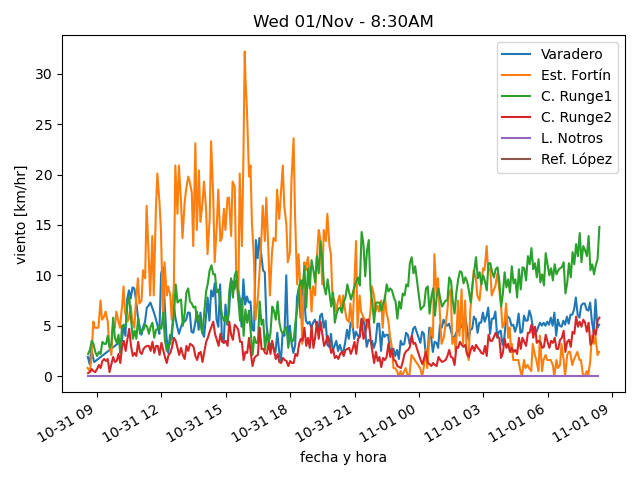 Wed 01/Nov - 8:30AM
viento [km/hr]
30
25
20
15
10
5
0
Varadero
Est. Fortín
C. Runge1
C. Runge2
L. Notros
Ref. López
10-31 09
10-31 12
10-31 15
10-31 18
10-31 21
11-01 00
11-01 03
11-01 06
11-01 09
fecha y hora